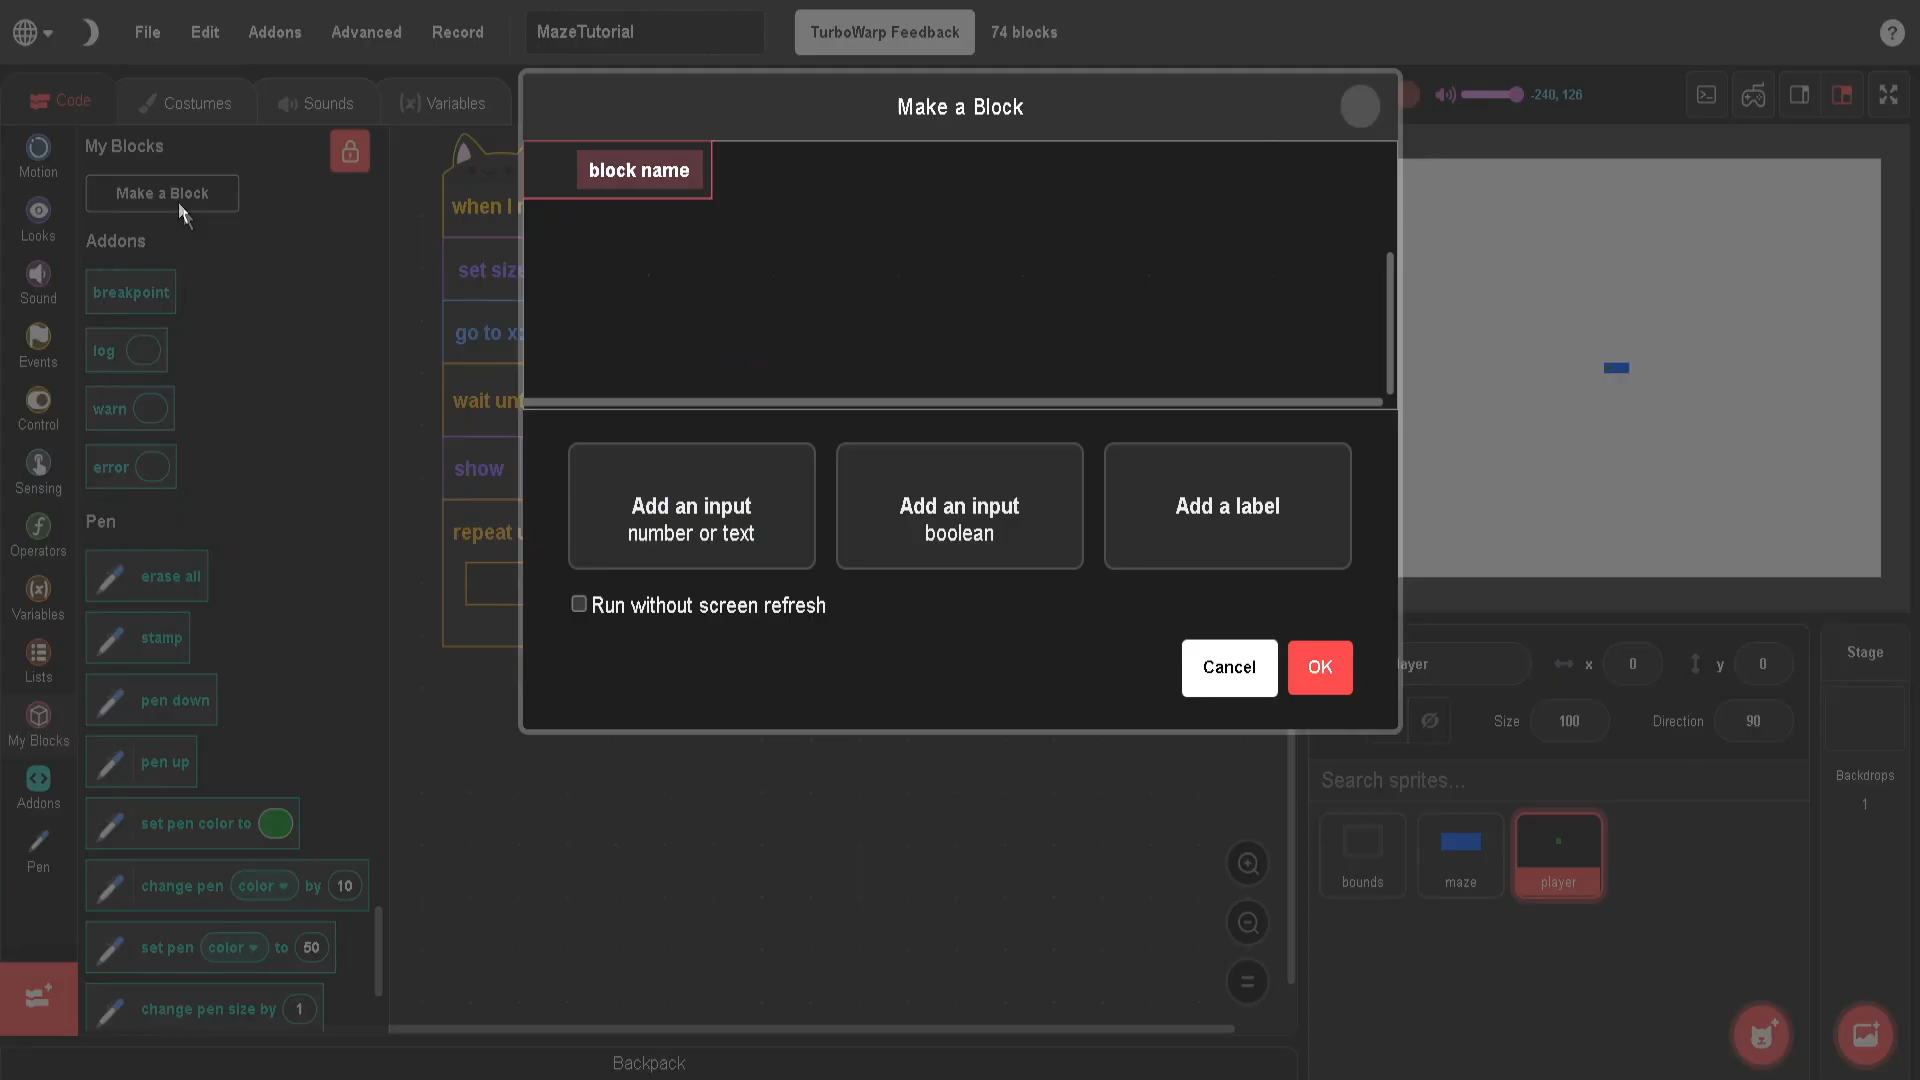 File
Edit
Addons
Advanced
Record
MazeTutorial
TurboWarp Feedback
74 blocks
?
Code
Costumes
Sounds
(x) Variables
-240, 126
My Blocks
Make a Block
Addons
breakpoint
log
warn
error
Pen
erase all
stamp
pen down
pen up
set pen color to
change pen color by 10
set pen color to 50
change pen size by 1
Motion
Looks
Sound
Events
Control
Sensing
Operators
Variables
Lists
My Blocks
Addons
Pen
when I
set size
go to x:
wait unt
show
repeat u
Make a Block
block name
Add an input
number or text
Add an input
boolean
Add a label
Run without screen refresh
Cancel
OK
layer
x 0
y 0
Size 100
Direction 90
Search sprites...
bounds
maze
player
Stage
Backdrops
1
Backpack